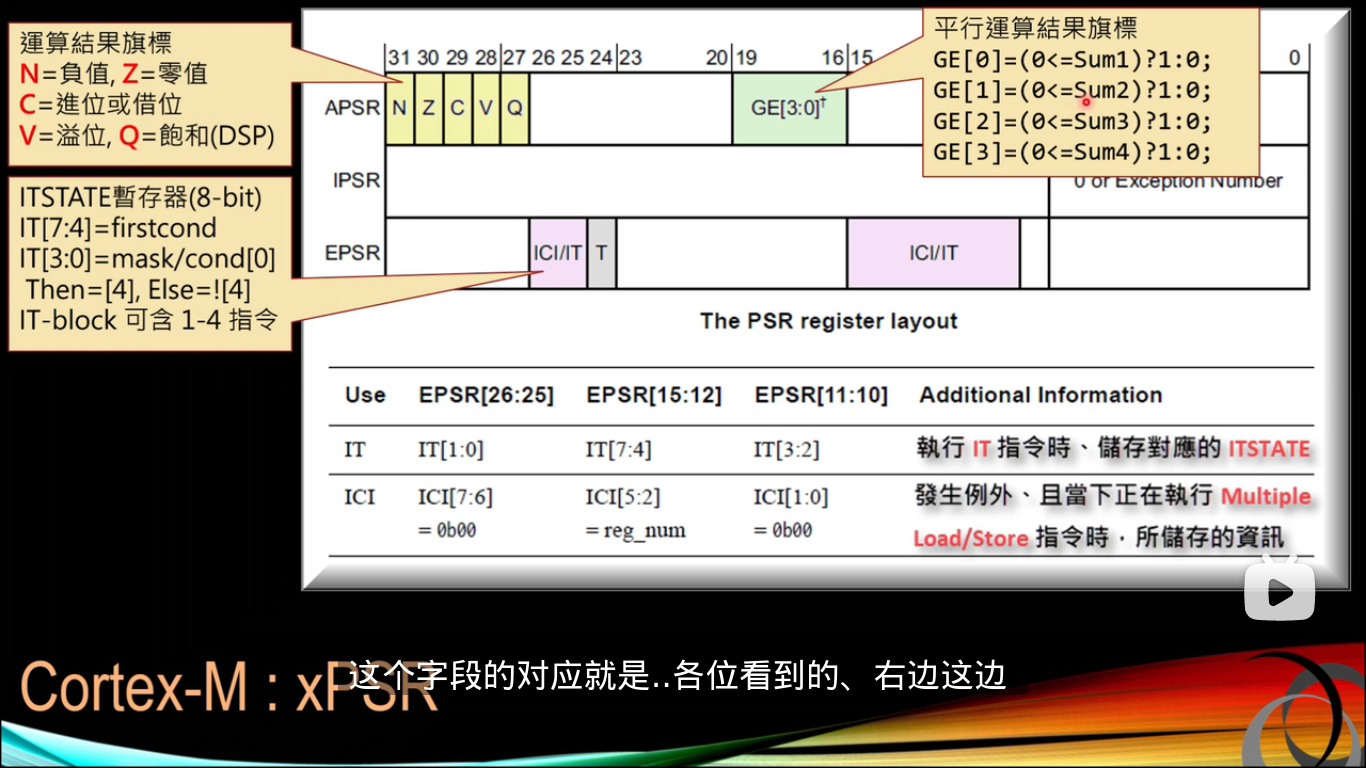 運算結果旗標
N=負值, Z=零值
C=進位或借位
V=溢位, Q=飽和(DSP)
ITSTATE暫存器(8-bit)
IT[7:4]=firstcond
IT[3:0]=mask/cond[0]
Then=[4], Else=![4]
IT-block 可含 1-4 指令
平行運算結果旗標
GE[0]=(0<=Sum1)?1:0;
GE[1]=(0<=Sum2)?1:0;
GE[2]=(0<=Sum3)?1:0;
GE[3]=(0<=Sum4)?1:0;
31 30 29 28 27 26 25 24 23 20 19 16 15 0
APSR N Z C V Q GE[3:0]†
IPSR 0 or Exception Number
EPSR ICI/IT T ICI/IT
The PSR register layout
Use EPSR[26:25] EPSR[15:12] EPSR[11:10] Additional Information
IT IT[1:0] IT[7:4] IT[3:2] 執行 IT 指令時、儲存對應的 ITSTATE
ICI ICI[7:6] ICI[5:2] ICI[1:0] 發生例外、且當下正在執行 Multiple
= 0b00 = reg_num = 0b00 Load/Store 指令時，所儲存的資訊
Cortex-M : xPSR
这个字段的对应就是..各位看到的、右边这边